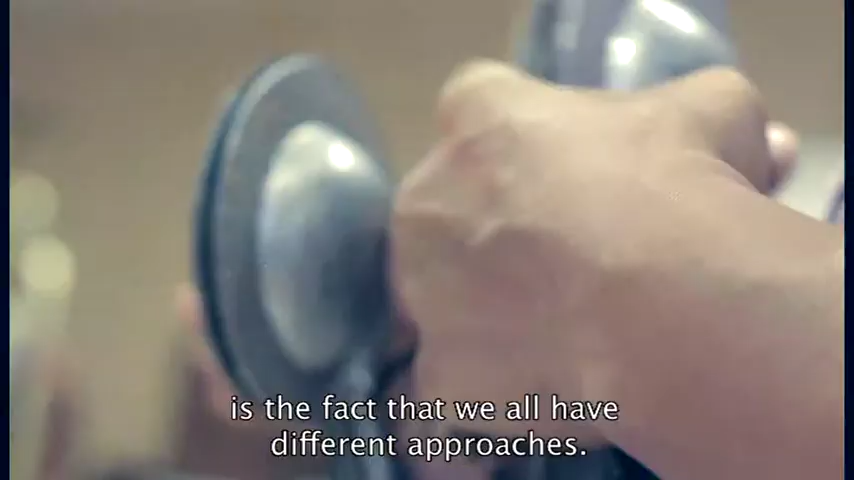 is the fact that we all have
different approaches.